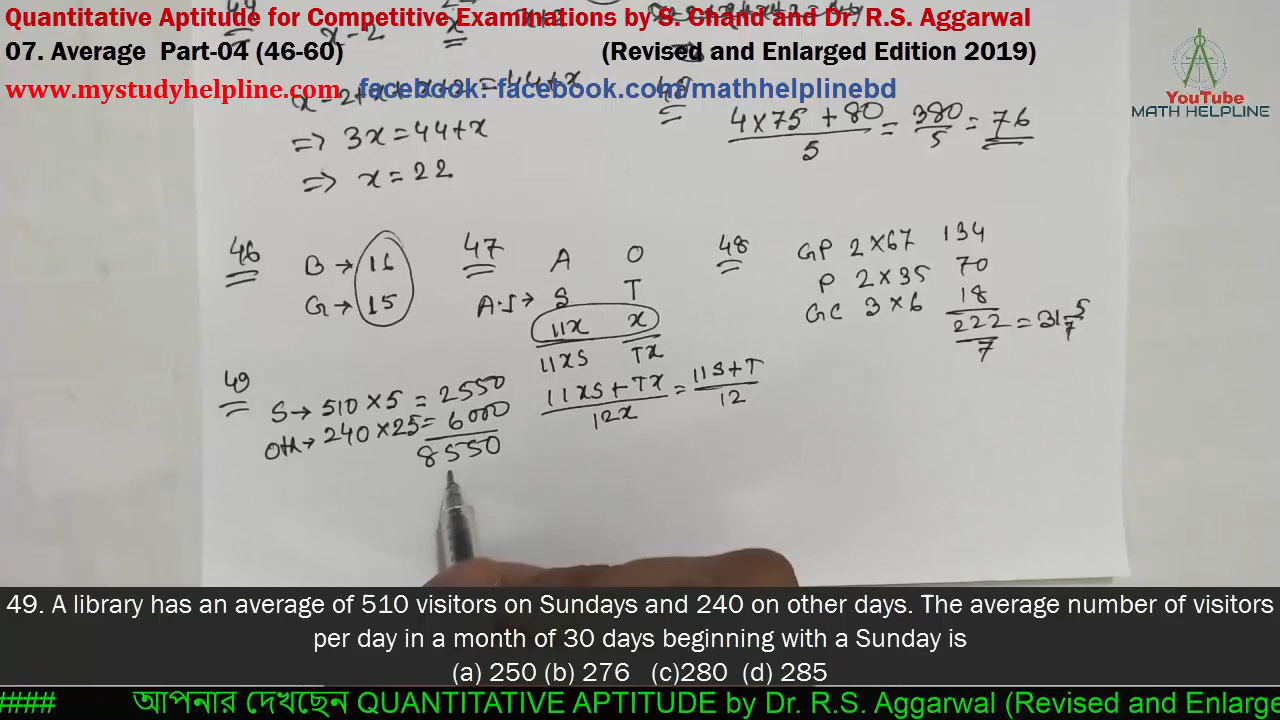 Quantitative Aptitude for Competitive Examinations by S. Chand and Dr. R.S. Aggarwal
07. Average Part-04 (46-60) (Revised and Enlarged Edition 2019)
www.mystudyhelpline.com facebook: facebook.com/mathhelplinebd
YouTube
MATH HELPLINE
44
x-2 x x+2
= 44+x
⇒ 3x = 44+x
⇒ x = 22
4×75 + 80 / 5 = 380 / 5 = 76
46
B → 16
G → 15
47
A O
A.S → S T
11x x
11xS Tx
11xS + Tx / 12x = 11S+T / 12
48
GP 2×67 134
P 2×35 70
GC 3×6 18
222 / 7 = 31 5/7
49
S → 510 × 5 = 2550
Oth → 240 × 25 = 6000
8550
49. A library has an average of 510 visitors on Sundays and 240 on other days. The average number of visitors
per day in a month of 30 days beginning with a Sunday is
(a) 250 (b) 276 (c)280 (d) 285
#### আপনার দেখছেন QUANTITATIVE APTITUDE by Dr. R.S. Aggarwal (Revised and Enlarge